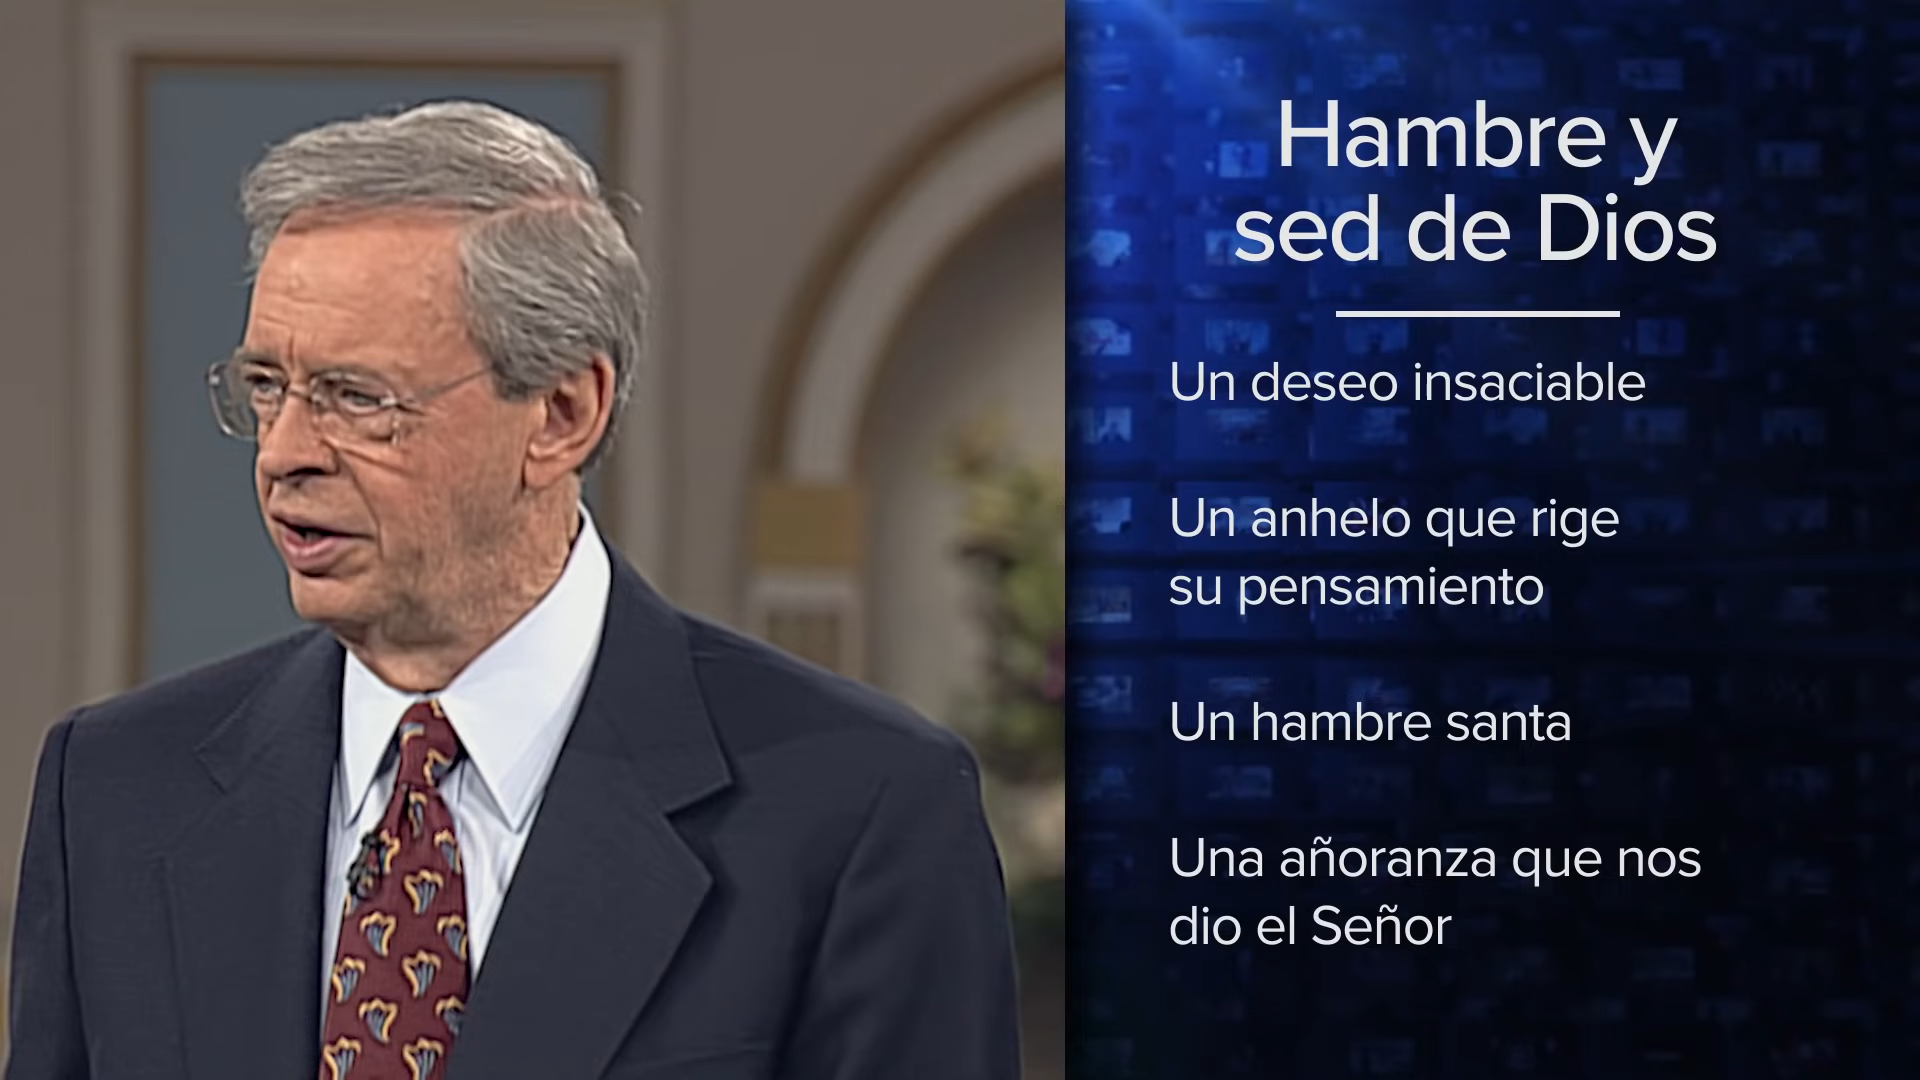 Hambre y
sed de Dios
Un deseo insaciable
Un anhelo que rige
su pensamiento
Un hambre santa
Una añoranza que nos
dio el Señor